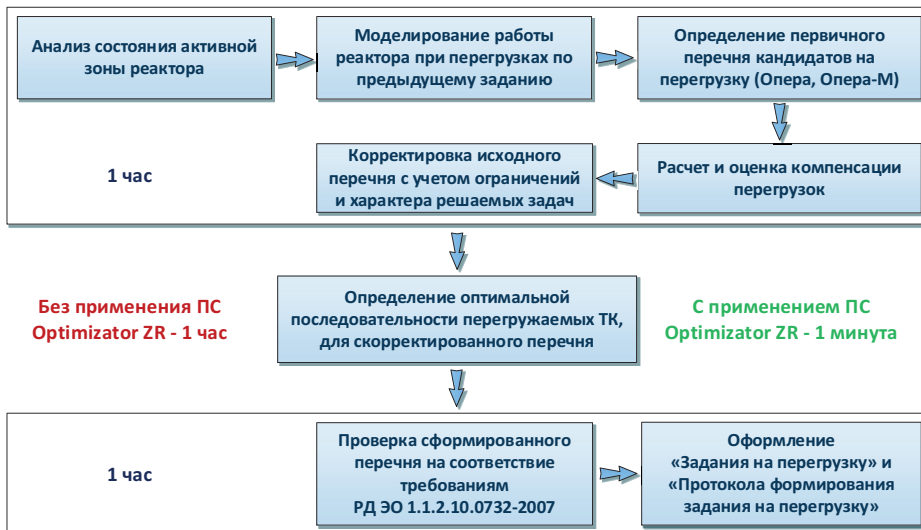 Анализ состояния активной
зоны реактора
Моделирование работы
реактора при перегрузках по
предыдущему заданию
Определение первичного
перечня кандидатов на
перегрузку (Опера, Опера-М)
1 час
Корректировка исходного
перечня с учетом ограничений
и характера решаемых задач
Расчет и оценка компенсации
перегрузок
Без применения ПС
Optimizator ZR - 1 час
Определение оптимальной
последовательности перегружаемых ТК,
для скорректированного перечня
С применением ПС
Optimizator ZR - 1 минута
1 час
Проверка сформированного
перечня на соответствие
требованиям
РД ЭО 1.1.2.10.0732-2007
Оформление
«Задания на перегрузку» и
«Протокола формирования
задания на перегрузку»